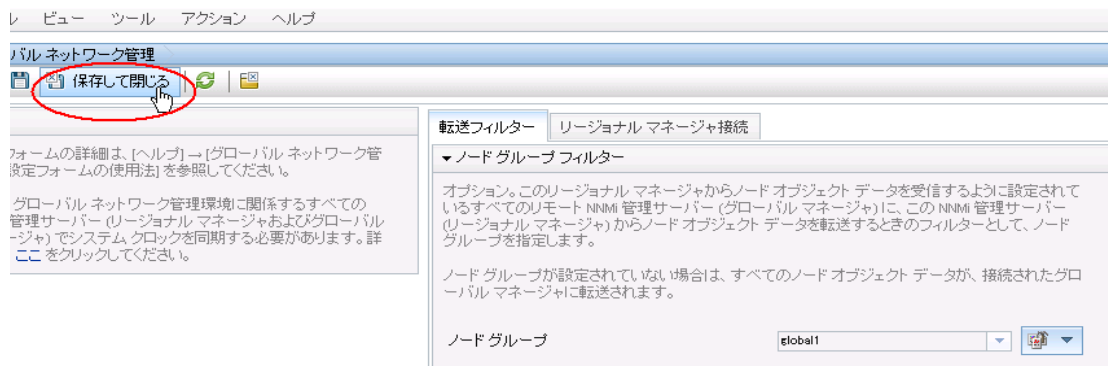 ル ビュー ツール アクション ヘルプ
バル ネットワーク管理
保存して閉じる
転送フィルター リージョナル マネージャ接続
フォームの詳細は、[ヘルプ]→[グローバル ネットワーク管
設定フォームの使用法] を参照してください。
グローバル ネットワーク管理環境に関係するすべての
管理サーバー (リージョナル マネージャおよびグローバル
ージャ) でシステム クロックを同期する必要があります。詳
ここ をクリックしてください。
ノード グループ フィルター
オプション。このリージョナル マネージャからノード オブジェクト データを受信するように設定されて
いるすべてのリモート NNMi 管理サーバー (グローバル マネージャ) に、この NNMi 管理サーバー
(リージョナル マネージャ) からノード オブジェクト データを転送するときのフィルターとして、ノード
グループを指定します。
ノード グループが設定されていない場合は、すべてのノード オブジェクト データが、接続されたグロ
ーバル マネージャに転送されます。
ノード グループ global1